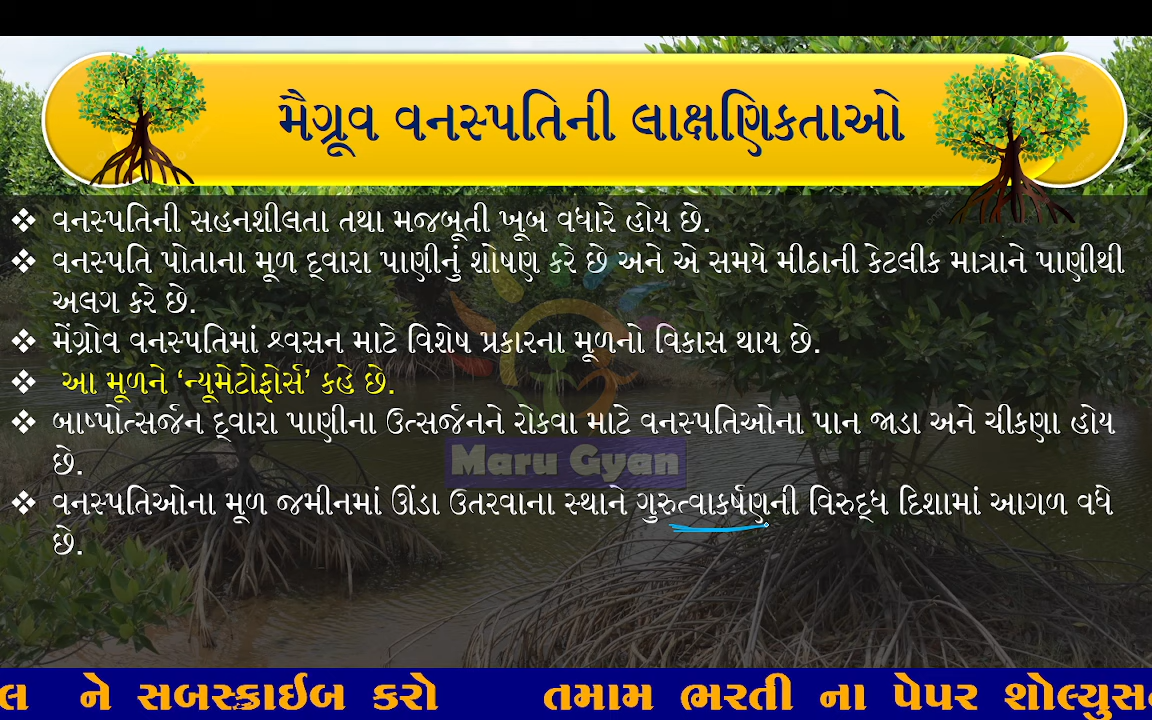 મૈગ્રૂવ વનસ્પતિની લાક્ષણિકતાઓ
❖ વનસ્પતિની સહનશીલતા તથા મજબૂતી ખૂબ વધારે હોય છે.
❖ વનસ્પતિ પોતાના મૂળ દ્વારા પાણીનું શોષણ કરે છે અને એ સમયે મીઠાની કેટલીક માત્રાને પાણીથી
અલગ કરે છે.
❖ મેંગ્રોવ વનસ્પતિમાં શ્વસન માટે વિશેષ પ્રકારના મૂળનો વિકાસ થાય છે.
❖ આ મૂળને ‘ન્યૂમેટોફોર્સ’ કહે છે.
❖ બાષ્પોત્સર્જન દ્વારા પાણીના ઉત્સર્જનને રોકવા માટે વનસ્પતિઓના પાન જાડા અને ચીકણા હોય
છે.
Maru Gyan
❖ વનસ્પતિઓના મૂળ જમીનમાં ઊંડા ઉતરવાના સ્થાને ગુરુત્વાકર્ષણની વિરુદ્ધ દિશામાં આગળ વધે
છે.
લ ને સબસ્ક્રાઈબ કરો તમામ ભરતી ના પેપર શોલ્યુસ